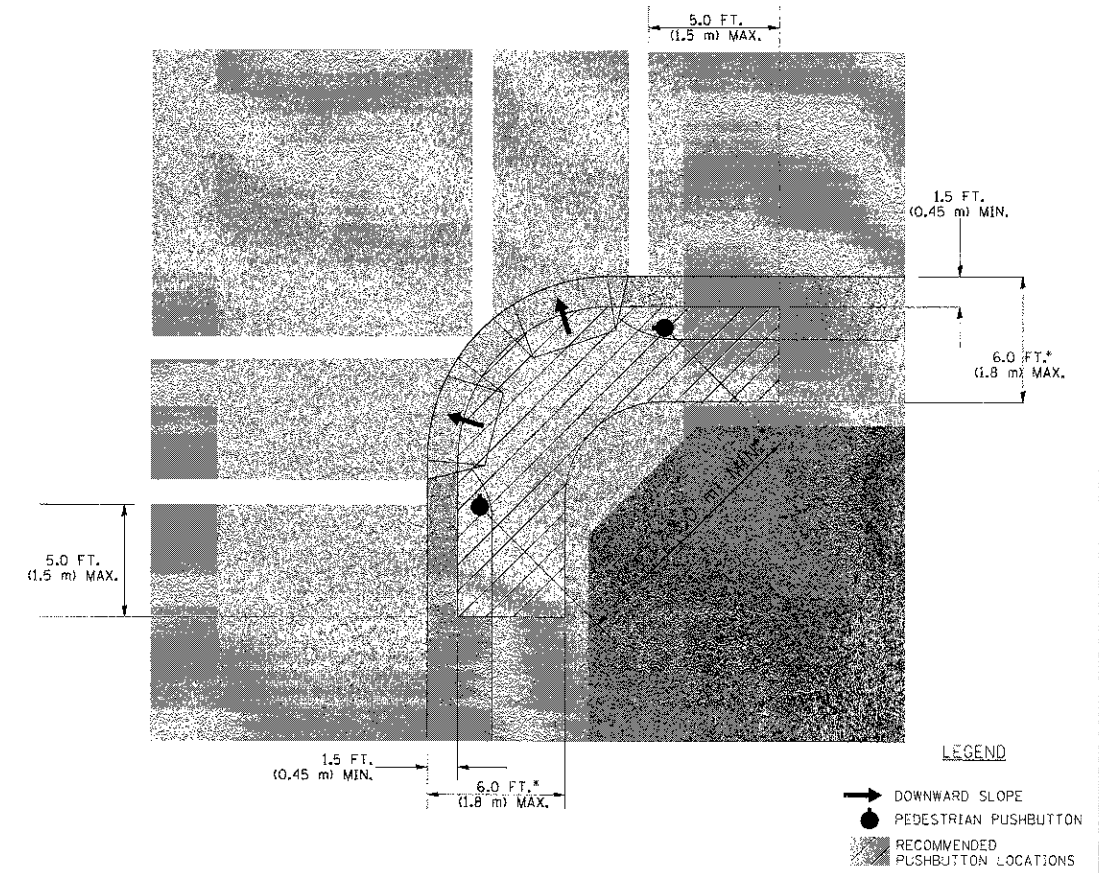 5.0 FT.
(1.5 m) MAX.
1.5 FT.
(0.45 m) MIN.
6.0 FT.*
(1.8 m) MAX.
m) MIN.
5.0 FT.
(1.5 m) MAX.
1.5 FT.
(0.45 m) MIN.
6.0 FT.*
(1.8 m) MAX.
LEGEND
DOWNWARD SLOPE
PEDESTRIAN PUSHBUTTON
RECOMMENDED
PUSHBUTTON LOCATIONS